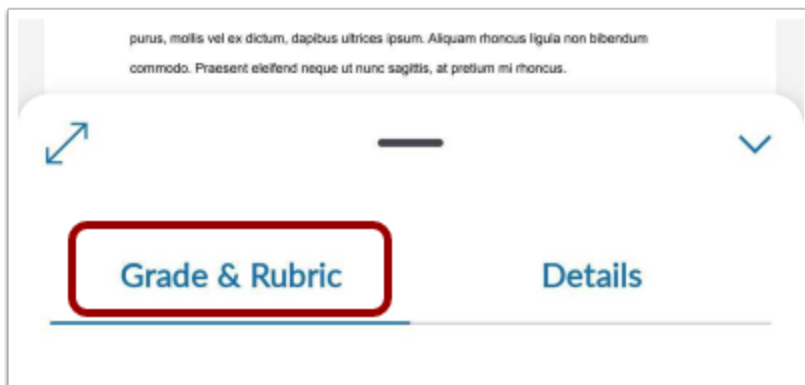 purus, mollis vel ex dictum, dapibus ultrices ipsum. Aliquam rhoncus ligula non bibendum
commodo. Praesent eleifend neque ut nunc sagittis, at pretium mi rhoncus.
Grade & Rubric
Details